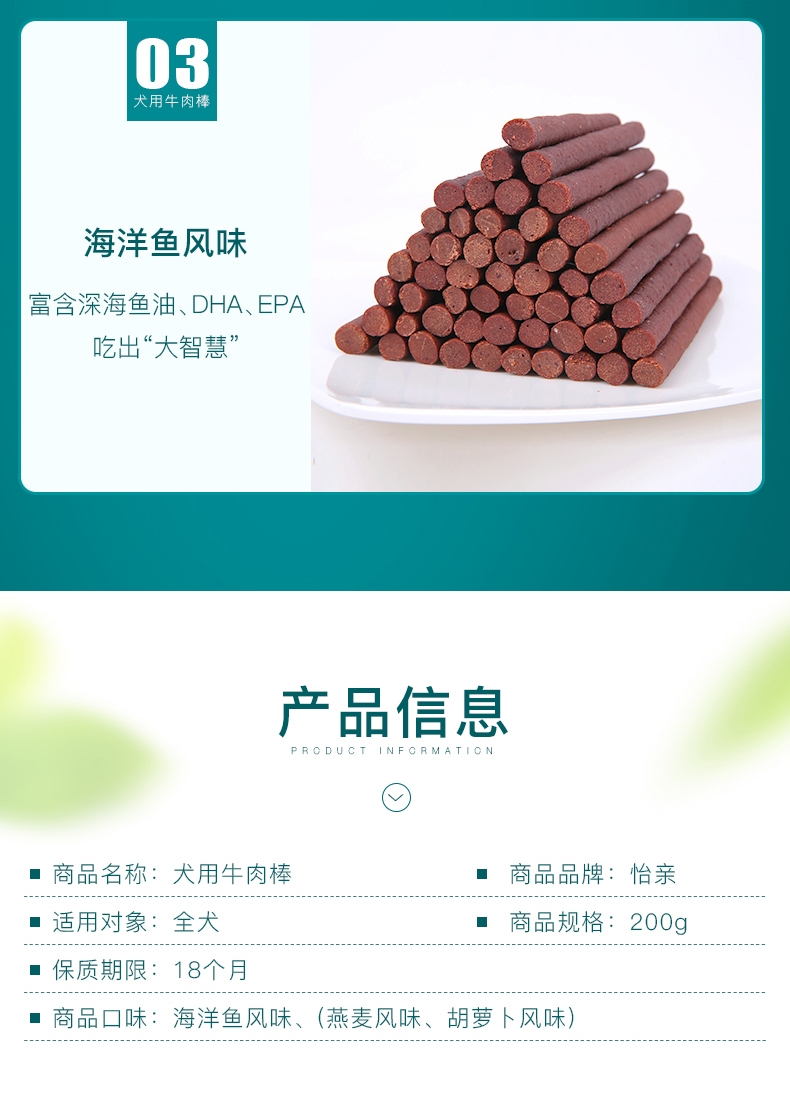 03
犬用牛肉棒
海洋鱼风味
富含深海鱼油、DHA、EPA
吃出“大智慧”
产品信息
PRODUCT INFORMATION
商品名称：犬用牛肉棒
商品品牌：怡亲
适用对象：全犬
商品规格：200g
保质期限：18个月
商品口味：海洋鱼风味、（燕麦风味、胡萝卜风味）